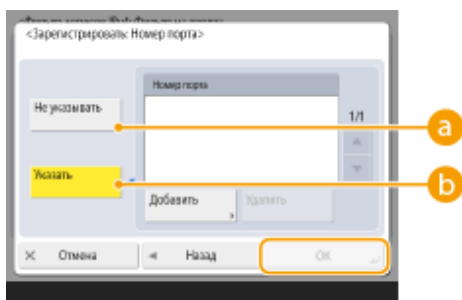 <Зарегистрировать: Номер порта>
Номер порта
Не указывать
1/1
a
Указать
b
Добавить
Удалить
Отмена
Назад
OK